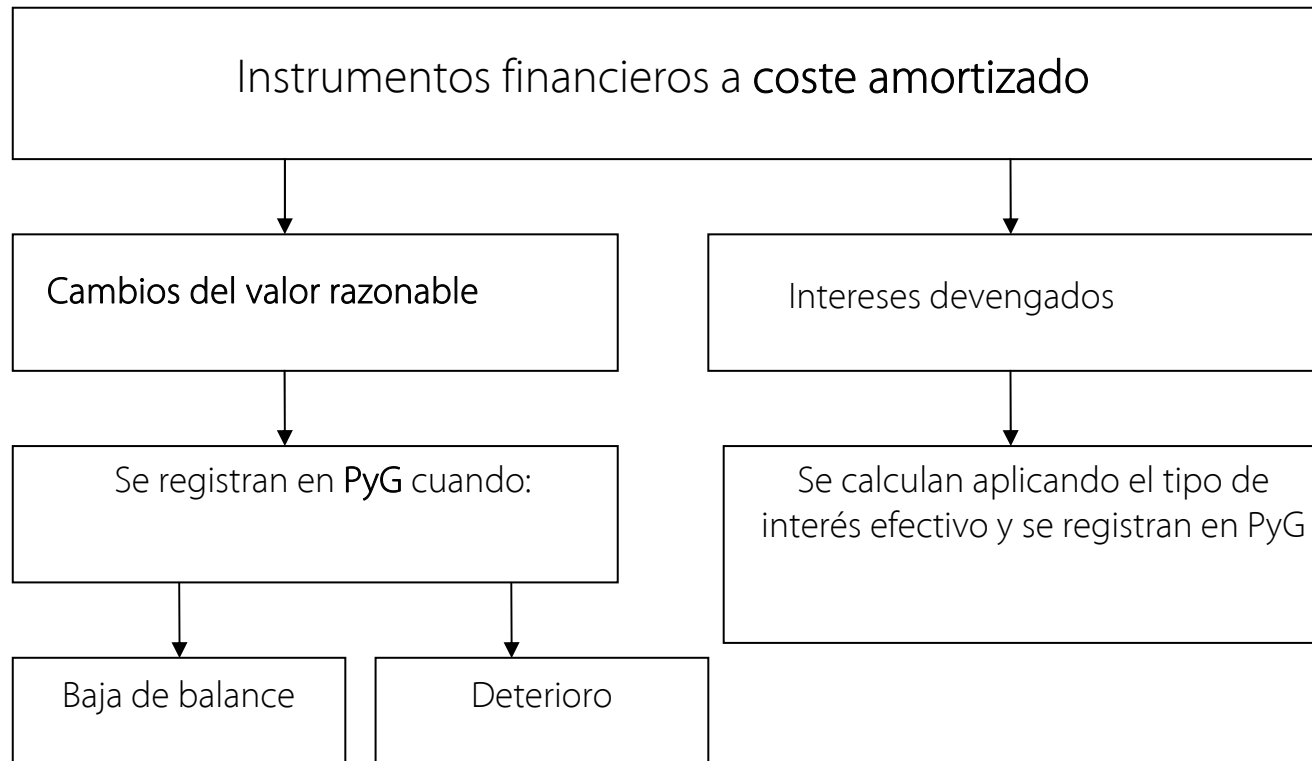 Instrumentos financieros a coste amortizado
Cambios del valor razonable
Intereses devengados
Se registran en PyG cuando:
Se calculan aplicando el tipo de
interés efectivo y se registran en PyG
Baja de balance
Deterioro